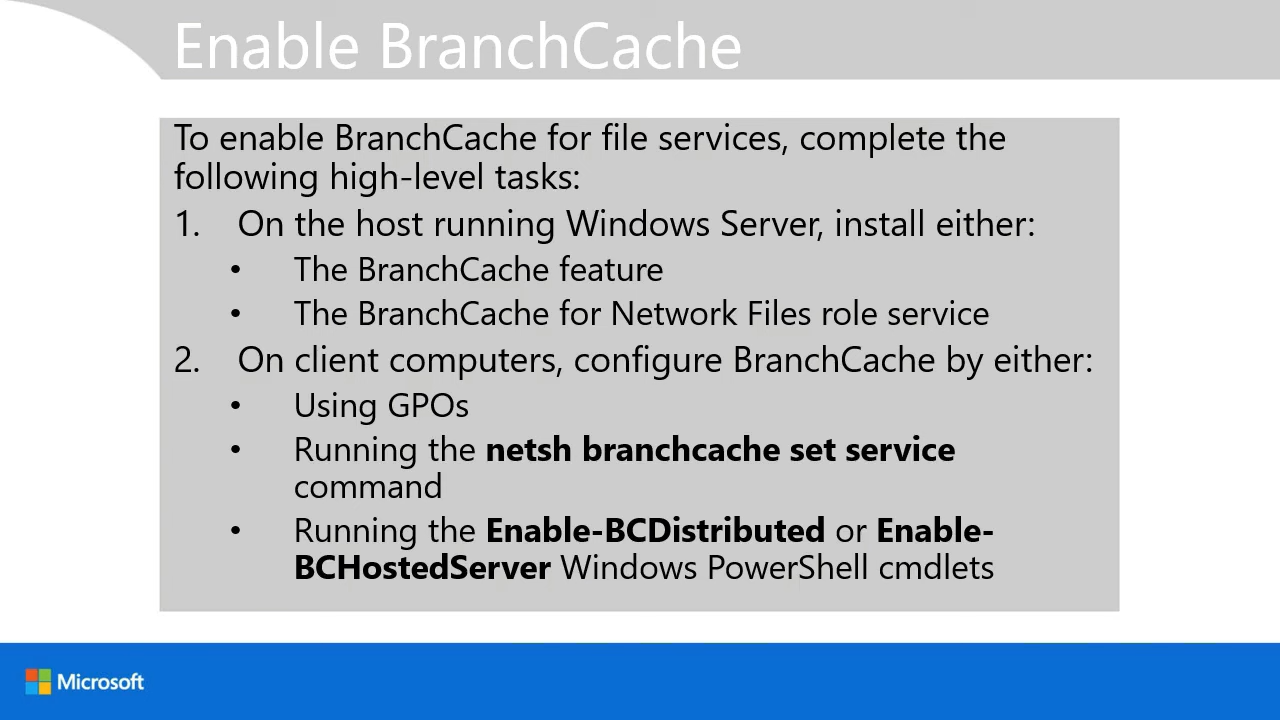 Enable BranchCache
To enable BranchCache for file services, complete the
following high-level tasks:
1. On the host running Windows Server, install either:
• The BranchCache feature
• The BranchCache for Network Files role service
2. On client computers, configure BranchCache by either:
• Using GPOs
• Running the netsh branchcache set service
command
• Running the Enable-BCDistributed or Enable-
BCHostedServer Windows PowerShell cmdlets
Microsoft